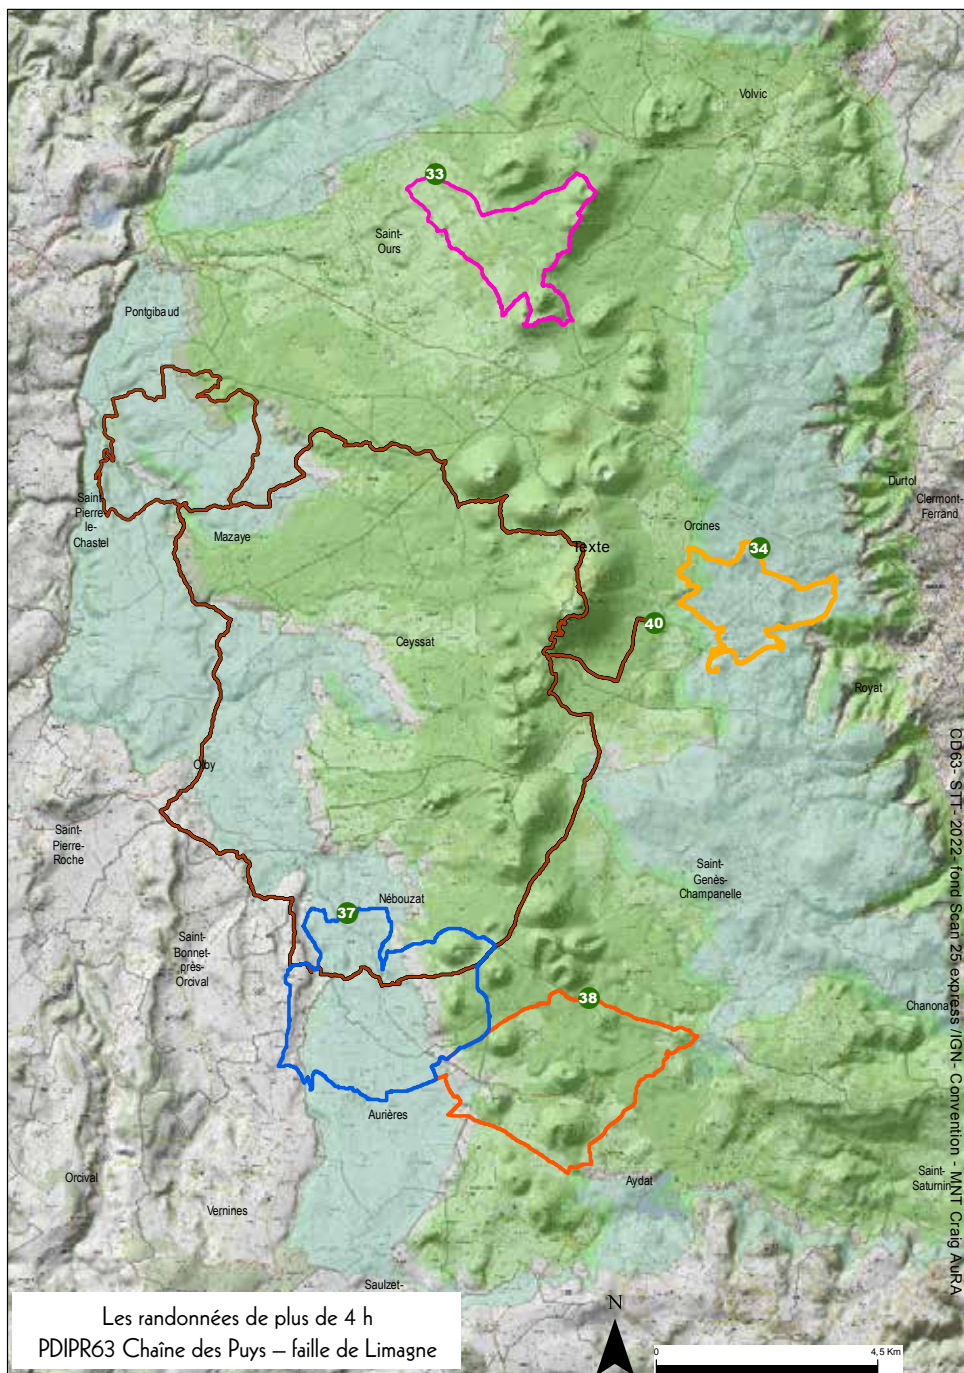 Volvic
33
Saint-
Ours
Pontgibaud
Durtol
Saint-
Pierre-
le-
Chastel
Clermont-
Ferrand
Orcines
Mazaye
Texte
34
40
Ceyssat
Royat
Olby
Saint-
Pierre-
Roche
Saint-
Genès-
Champanelle
Nébouzat
37
Saint-
Bonnet-
près-
Orcival
38
Chanona
Aurières
Orcival
Aydat
Saint-
Saturnin
Vernines
Saulzet-
CD63- STT- 2022- fond Scan 25 express /IGN- Convention - MNT Craig AuRA
Les randonnées de plus de 4 h
PDIPR63 Chaîne des Puys – faille de Limagne
N
0
4,5 Km